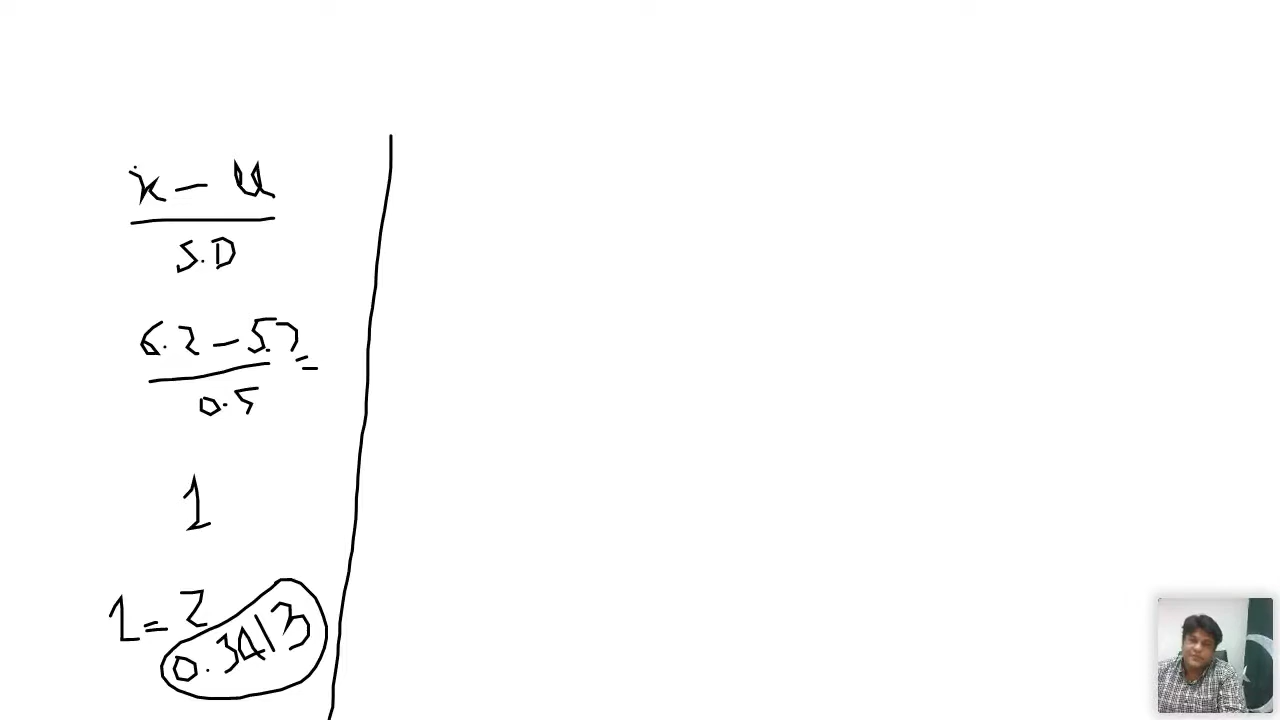 x - u
S.D
6.2 - 5.7
0.5
1
1 = Z
0.3413